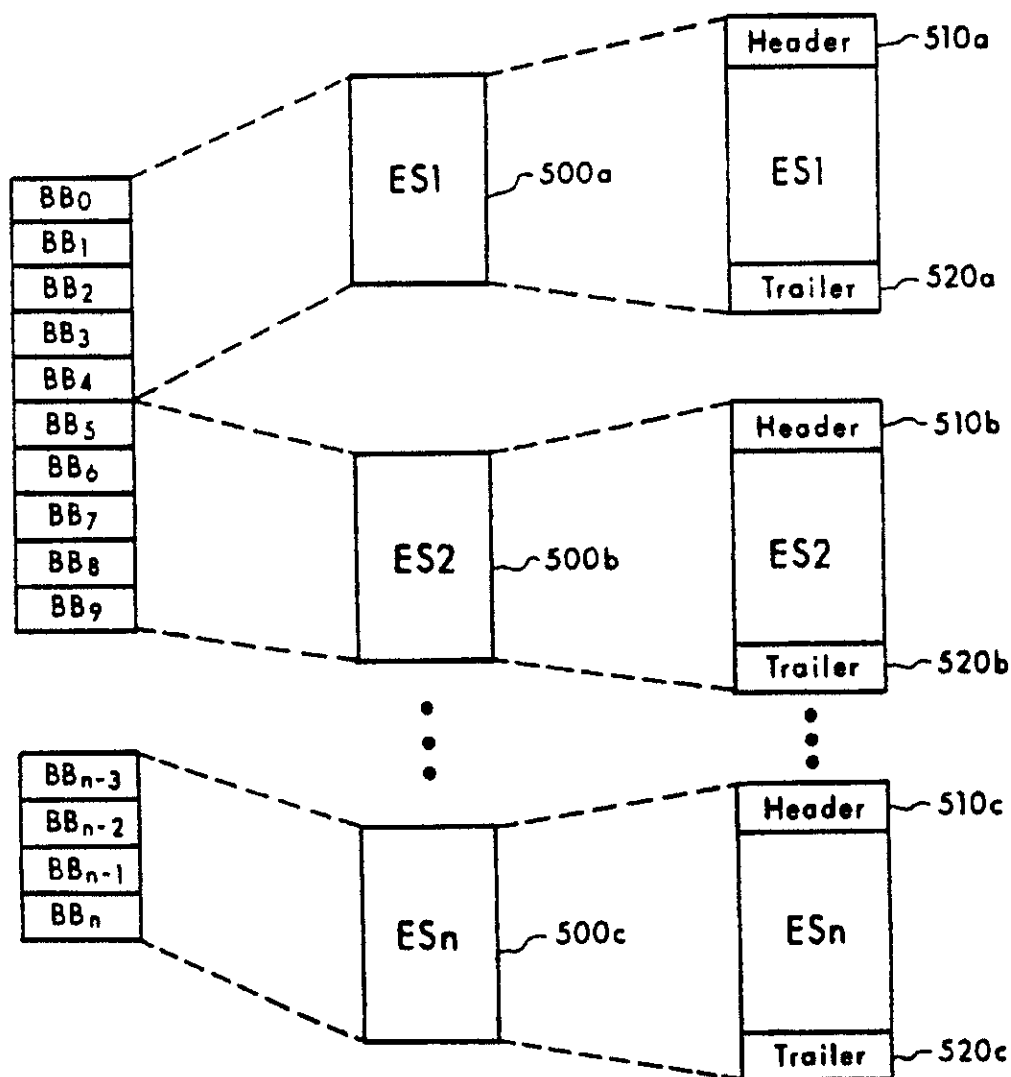 Header 510a
ES1 500a
ES1
Trailer 520a
BB0
BB1
BB2
BB3
BB4
BB5
BB6
BB7
BB8
BB9
Header 510b
ES2 500b
ES2
Trailer 520b
BBn-3
BBn-2
BBn-1
BBn
Header 510c
ESn 500c
ESn
Trailer 520c